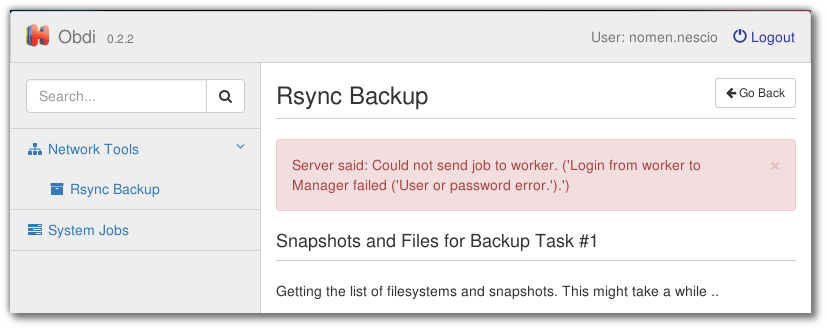 Obdi 0.2.2
User: nomen.nescio
Logout
Search...
Network Tools
Rsync Backup
System Jobs
Rsync Backup
Go Back
Server said: Could not send job to worker. ('Login from worker to
Manager failed ('User or password error.').')
×
Snapshots and Files for Backup Task #1
Getting the list of filesystems and snapshots. This might take a while ..